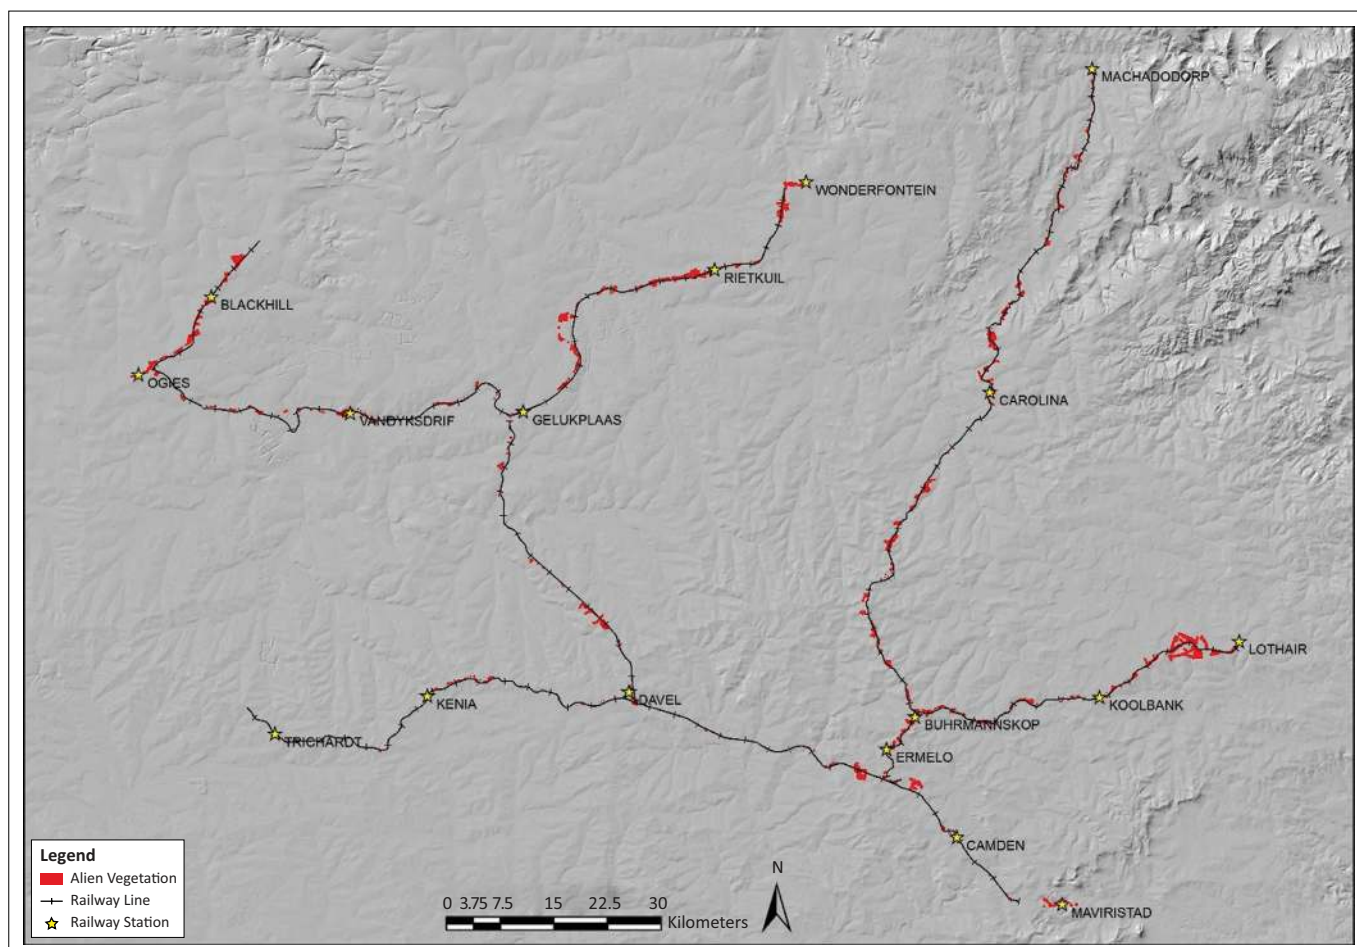 MACHADODORP
WONDERFONTEIN
RIETKUIL
BLACKHILL
OGIES
VANDYKSDRIF
GELUKPLAAS
CAROLINA
LOTHAIR
KENIA
DAVEL
KOOLBANK
BUHRMANNSKOP
TRICHARDT
ERMELO
CAMDEN
MAVIRISTAD
Legend
Alien Vegetation
Railway Line
Railway Station
0 3.75 7.5 15 22.5 30
Kilometers
N